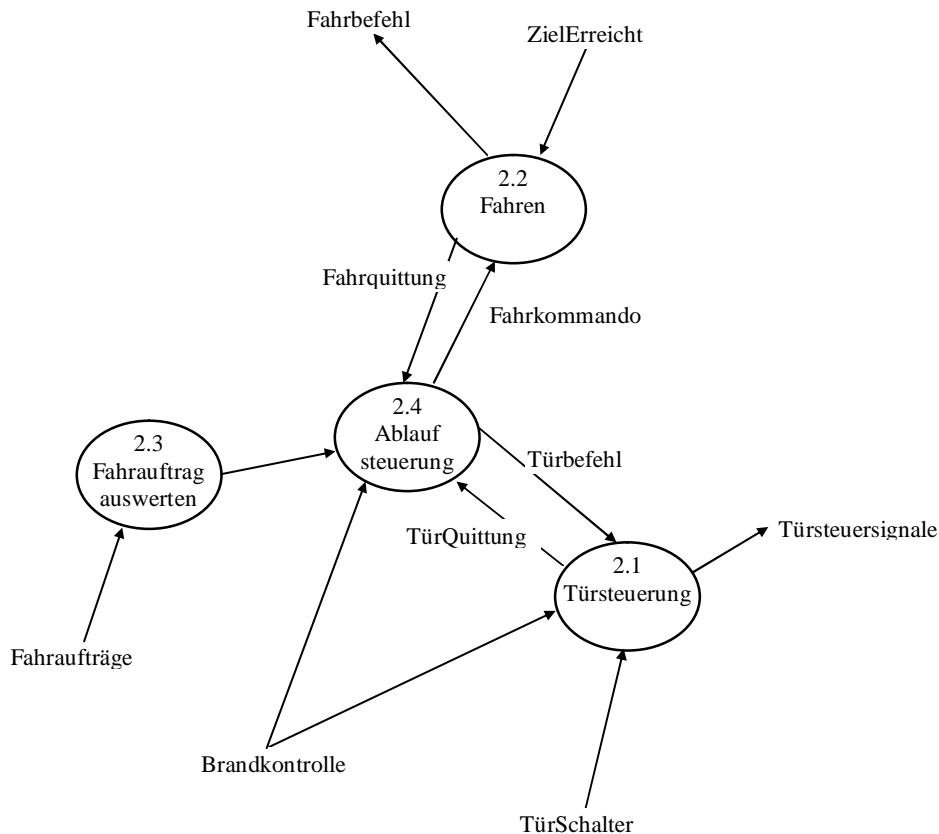 Fahrbefehl
ZielErreicht
2.2
Fahren
Fahrquittung
Fahrkommando
2.4
Ablauf
steuerung
2.3
Fahrauftrag
auswerten
Türbefehl
TürQuittung
Türsteuersignale
2.1
Türsteuerung
Fahraufträge
Brandkontrolle
TürSchalter